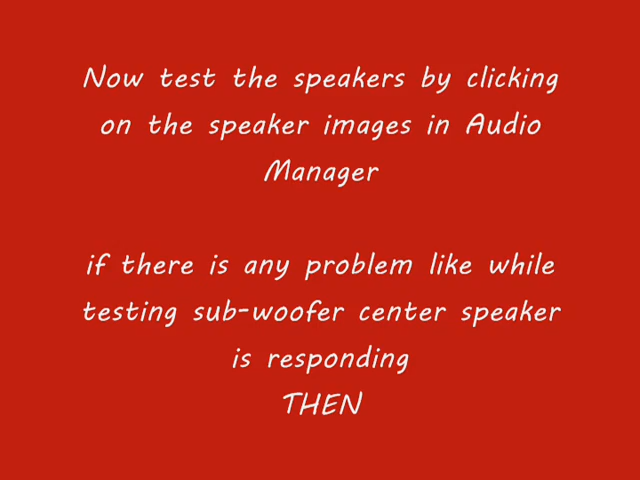 Now test the speakers by clicking
on the speaker images in Audio
Manager
if there is any problem like while
testing sub-woofer center speaker
is responding
THEN